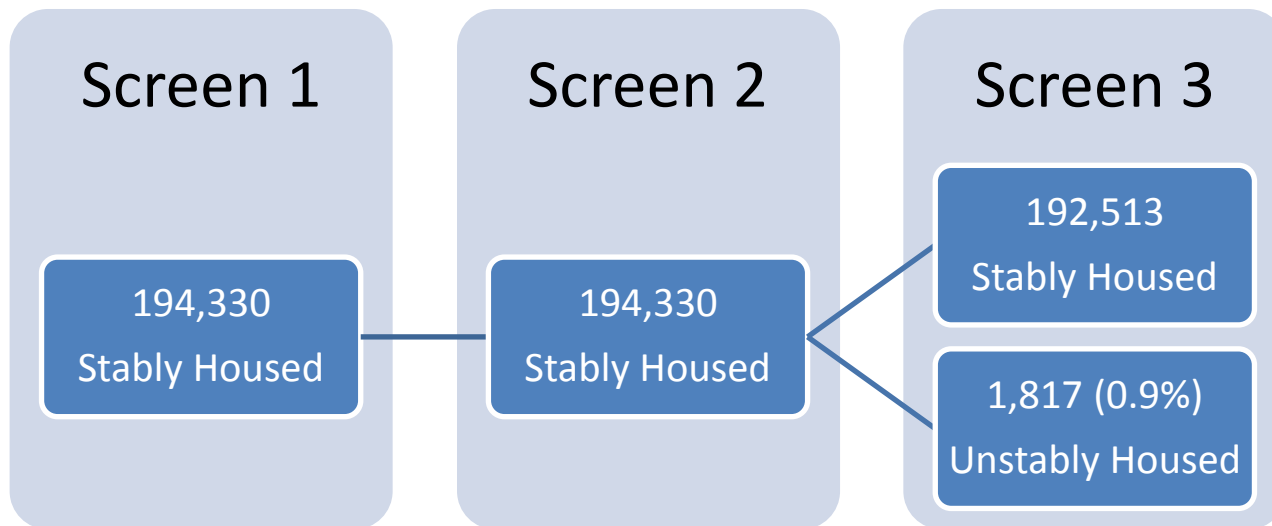 Screen 1
194,330
Stably Housed
Screen 2
194,330
Stably Housed
Screen 3
192,513
Stably Housed
1,817 (0.9%)
Unstably Housed